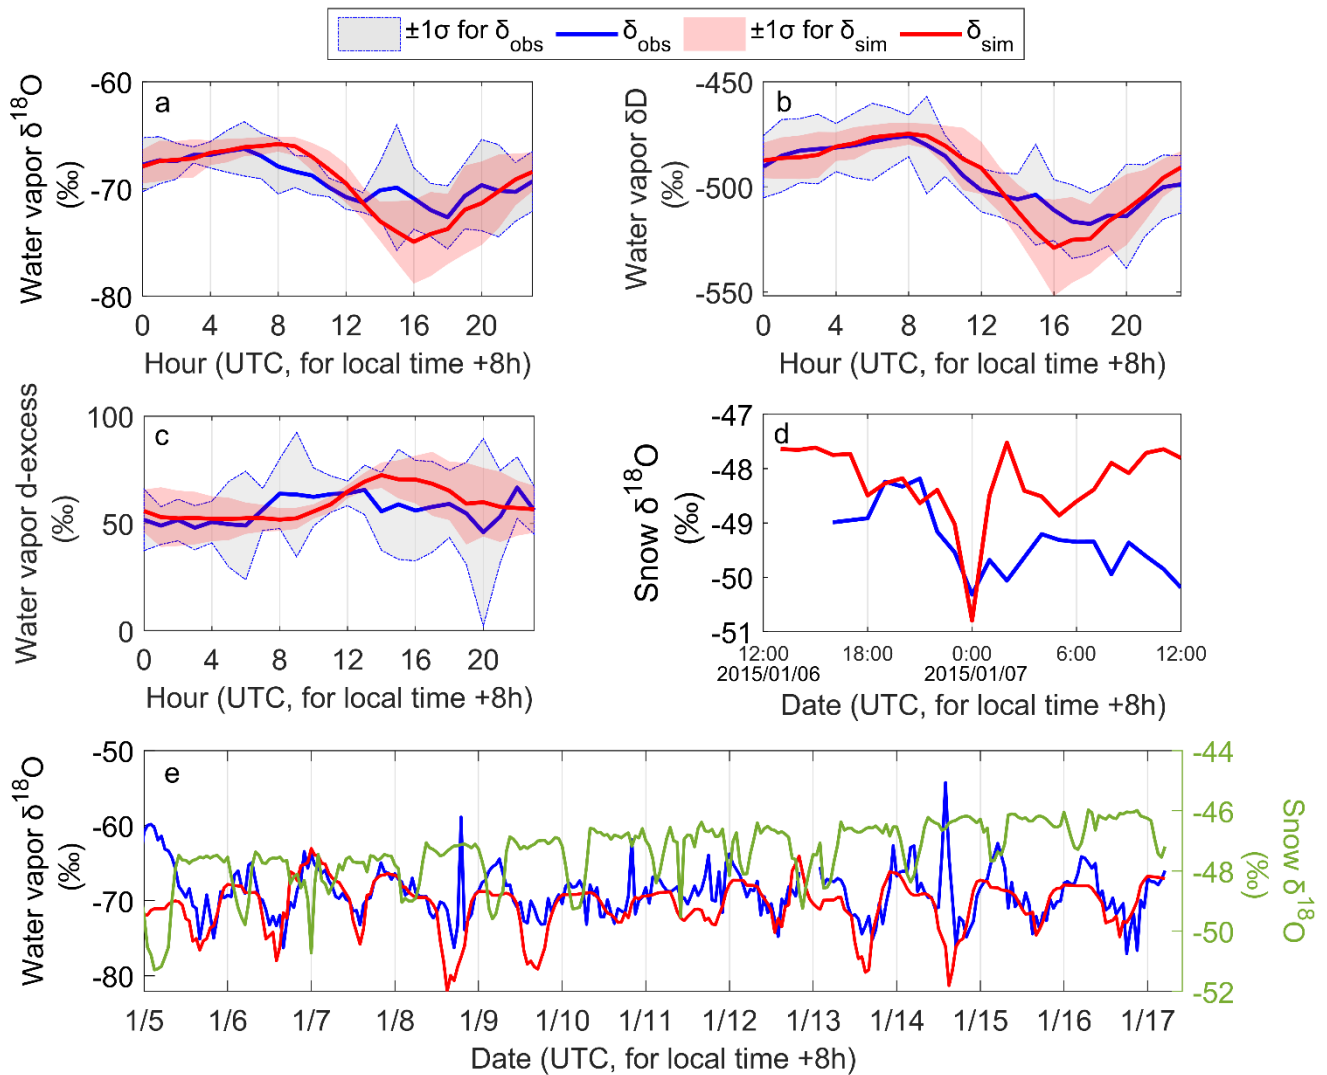 ±1σ for δobs δobs ±1σ for δsim δsim
a
Water vapor δ18O
(‰)
-60
-70
-80
0 4 8 12 16 20
Hour (UTC, for local time +8h)
b
Water vapor δD
(‰)
-450
-500
-550
0 4 8 12 16 20
Hour (UTC, for local time +8h)
c
Water vapor d-excess
(‰)
100
50
0
0 4 8 12 16 20
Hour (UTC, for local time +8h)
d
Snow δ18O
(‰)
-47
-48
-49
-50
-51
12:00 18:00 0:00 6:00 12:00
2015/01/06 2015/01/07
Date (UTC, for local time +8h)
e
Water vapor δ18O
(‰)
-50
-60
-70
-80
-44
-46
-48
-50
-52
Snow δ18O
(‰)
1/5 1/6 1/7 1/8 1/9 1/10 1/11 1/12 1/13 1/14 1/15 1/16 1/17
Date (UTC, for local time +8h)